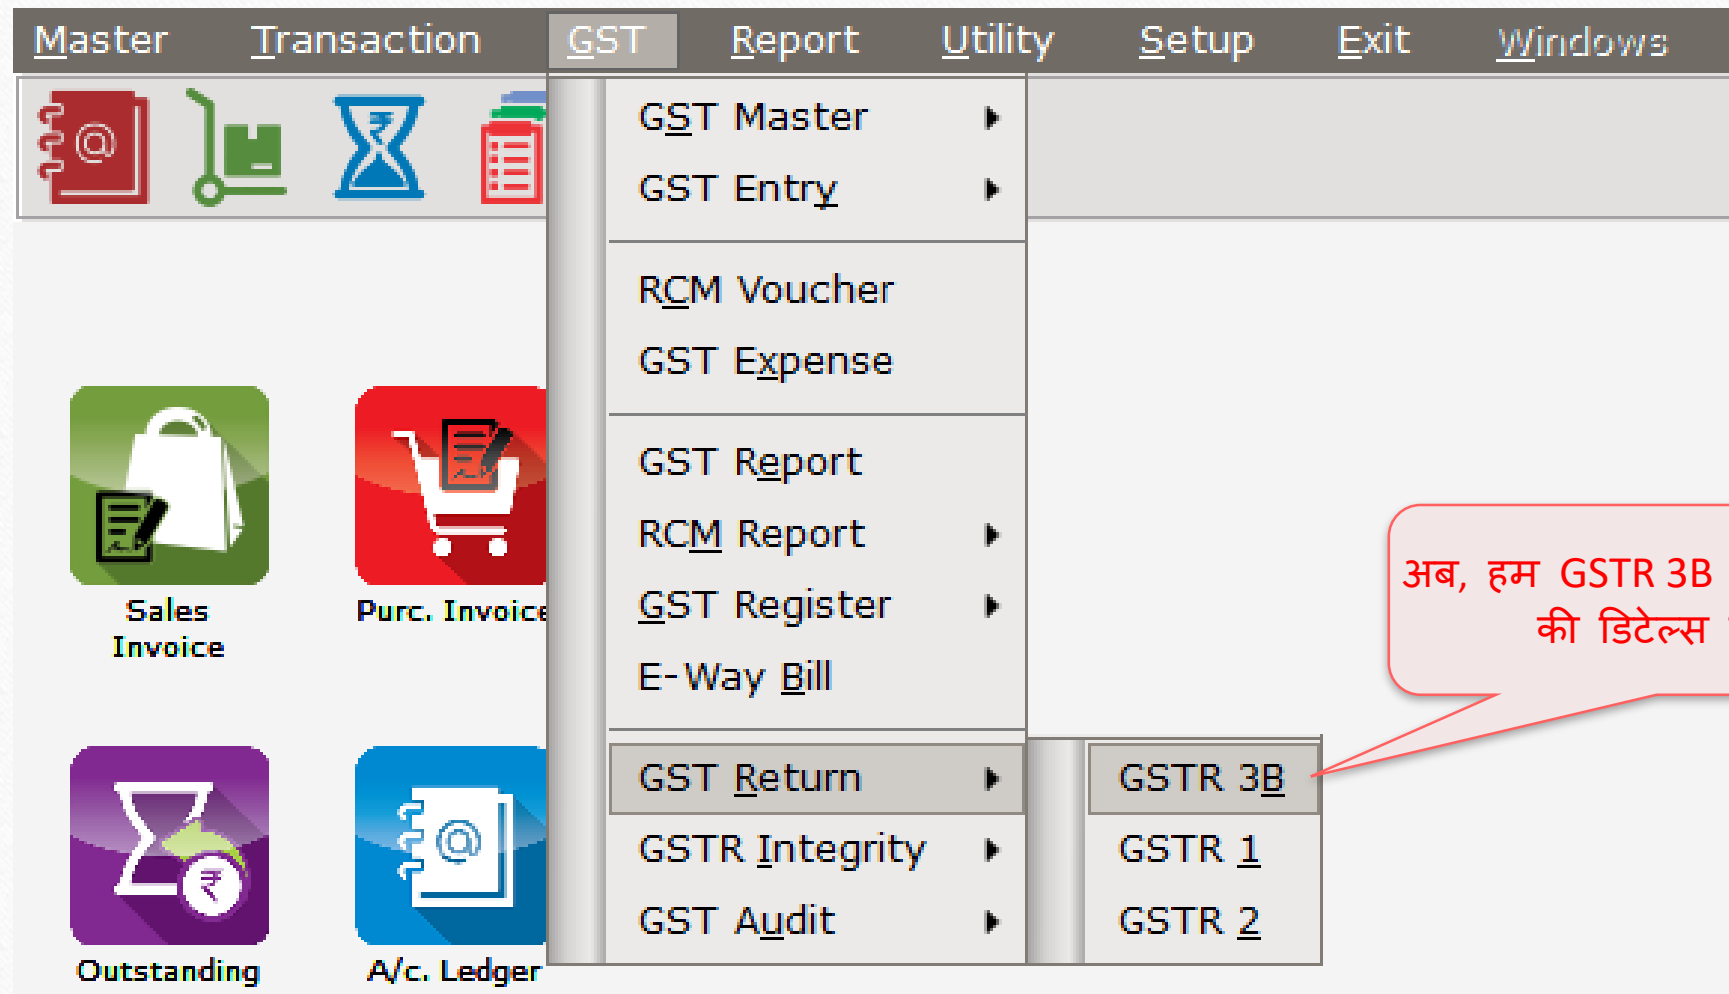 Master Transaction GST Report Utility Setup Exit Windows
GST Master
GST Entry
RCM Voucher
GST Expense
GST Report
RCM Report
GST Register
E-Way Bill
GST Return
GSTR Integrity
GST Audit
GSTR 3B
GSTR 1
GSTR 2
अब, हम GSTR 3B
की डिटेल्स
Sales
Invoice
Purc. Invoice
Outstanding
A/c. Ledger